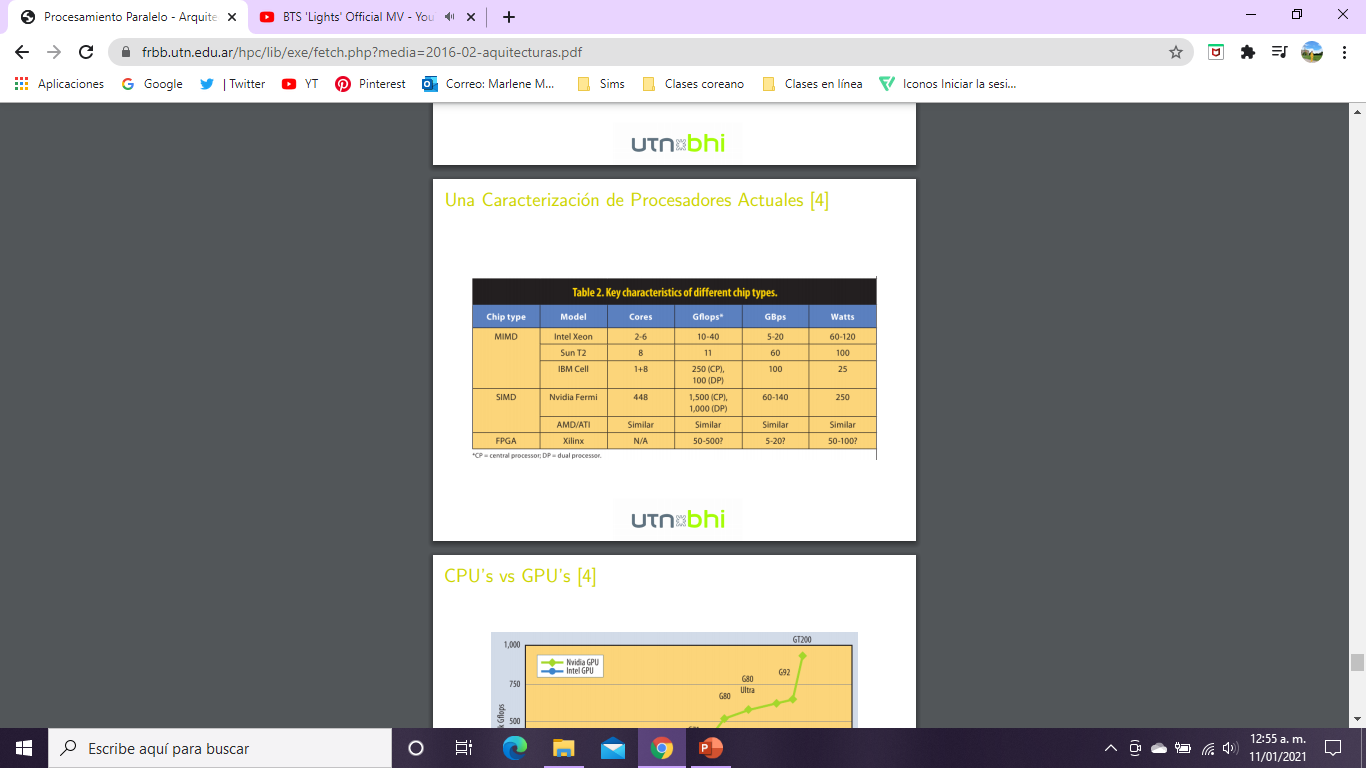 Procesamiento Paralelo - Arquite
BTS 'Lights' Official MV - You
frbb.utn.edu.ar/hpc/lib/exe/fetch.php?media=2016-02-aquitecturas.pdf
Aplicaciones Google | Twitter YT Pinterest Correo: Marlene M... Sims Clases coreano Clases en línea Iconos Iniciar la sesi...
utn bhi
Una Caracterización de Procesadores Actuales [4]
Table 2. Key characteristics of different chip types.
Chip type Model Cores Gflops* GBps Watts
MIMD Intel Xeon 2-6 10-40 5-20 60-120
Sun T2 8 11 60 100
IBM Cell 1+8 250 (CP), 100 25
100 (DP)
SIMD Nvidia Fermi 448 1,500 (CP), 60-140 250
1,000 (DP)
AMD/ATI Similar Similar Similar Similar
FPGA Xilinx N/A 50-500? 5-20? 50-100?
*CP = central processor; DP = dual processor.
utn bhi
CPU's vs GPU's [4]
1,000
GT200
Nvidia GPU
Intel GPU
G92
750
G80
Ultra
G80
500
k Gflops
Escribe aquí para buscar
12:55 a. m.
11/01/2021